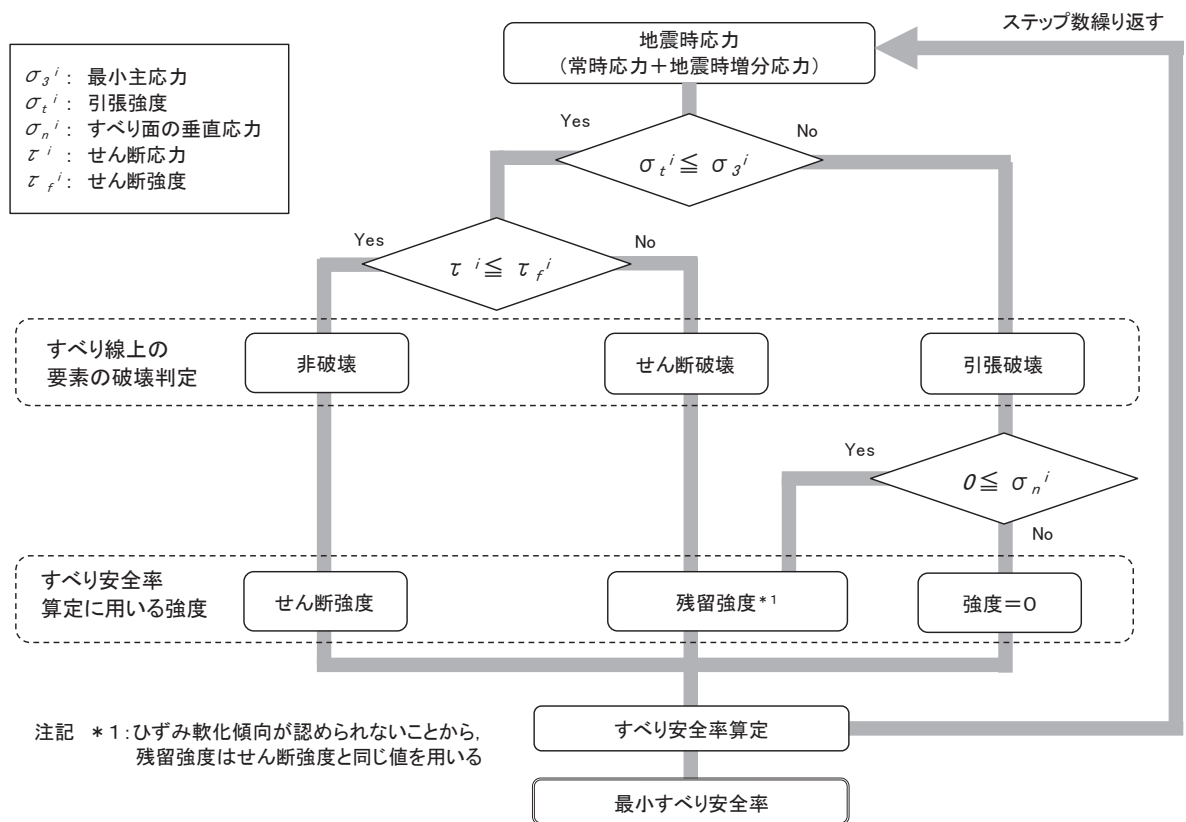 ステップ数繰り返す
地震時応力
（常時応力＋地震時増分応力）
σ₃ⁱ： 最小主応力
σₜⁱ： 引張強度
σₙⁱ： すべり面の垂直応力
τⁱ： せん断応力
τ_fⁱ： せん断強度
Yes
No
σₜⁱ≦ σ₃ⁱ
Yes
No
τⁱ≦ τ_fⁱ
すべり線上の
要素の破壊判定
非破壊
せん断破壊
引張破壊
Yes
0≦ σₙⁱ
No
すべり安全率
算定に用いる強度
せん断強度
残留強度*1
強度＝0
注記 ＊1：ひずみ軟化傾向が認められないことから，
残留強度はせん断強度と同じ値を用いる
すべり安全率算定
最小すべり安全率